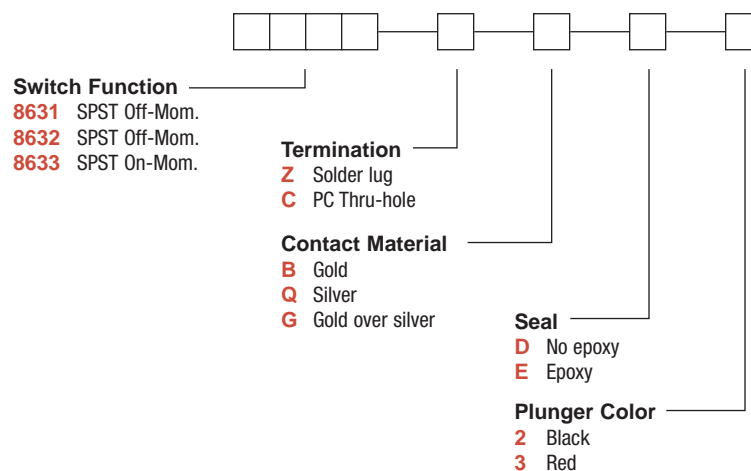 Switch Function
8631 SPST Off-Mom.
8632 SPST Off-Mom.
8633 SPST On-Mom.
Termination
Z Solder lug
C PC Thru-hole
Contact Material
B Gold
Q Silver
G Gold over silver
Seal
D No epoxy
E Epoxy
Plunger Color
2 Black
3 Red